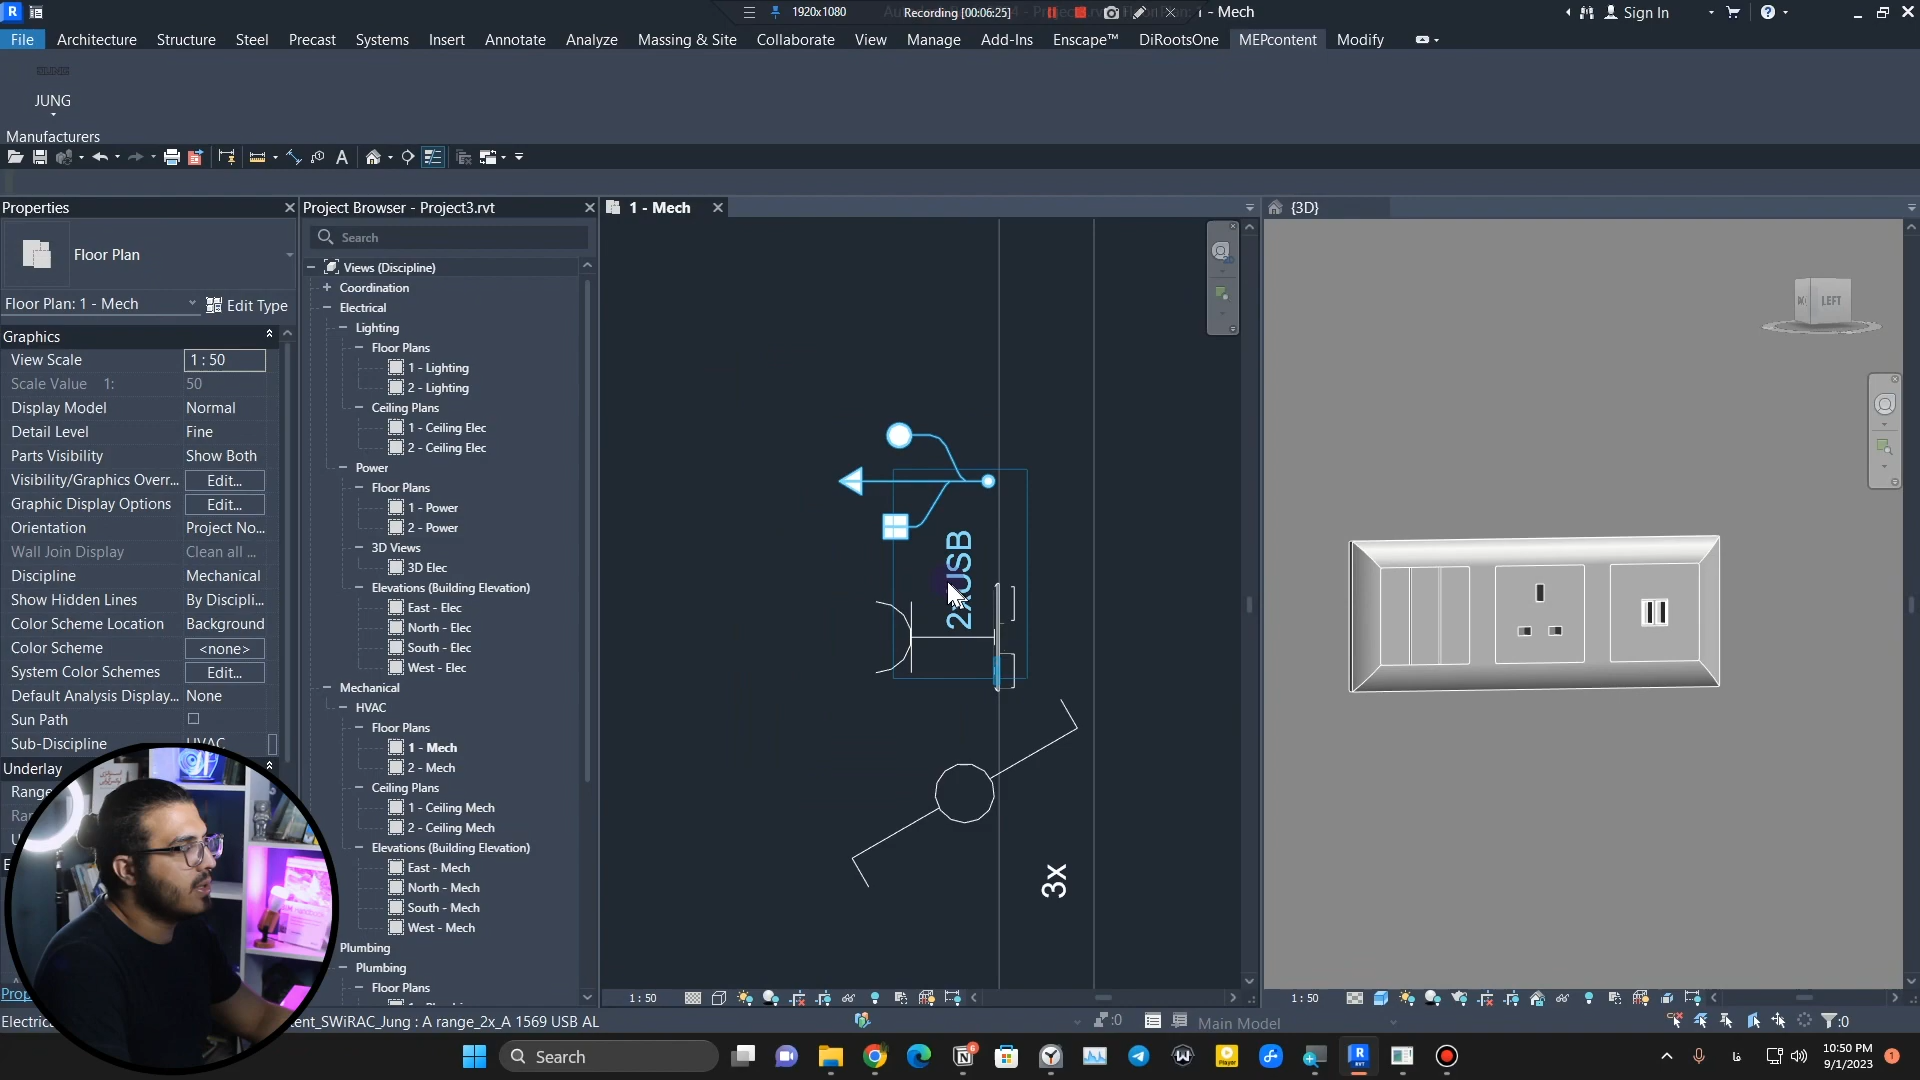 1920x1080
Recording [00:06:25]
- Mech
Sign In
File
Architecture
Structure
Steel
Precast
Systems
Insert
Annotate
Analyze
Massing & Site
Collaborate
View
Manage
Add-Ins
Enscape™
DiRootsOne
MEPcontent
Modify
JUNG
Manufacturers
Properties
Floor Plan
Floor Plan: 1 - Mech
Edit Type
Graphics
View Scale
1 : 50
Scale Value 1:
50
Display Model
Normal
Detail Level
Fine
Parts Visibility
Show Both
Visibility/Graphics Overr...
Edit...
Graphic Display Options
Edit...
Orientation
Project No...
Wall Join Display
Clean all ...
Discipline
Mechanical
Show Hidden Lines
By Discipli...
Color Scheme Location
Background
Color Scheme
<none>
System Color Schemes
Edit...
Default Analysis Display...
None
Sun Path
Sub-Discipline
HVAC
Underlay
Range
Project Browser - Project3.rvt
Search
Views (Discipline)
Coordination
Electrical
Lighting
Floor Plans
1 - Lighting
2 - Lighting
Ceiling Plans
1 - Ceiling Elec
2 - Ceiling Elec
Power
Floor Plans
1 - Power
2 - Power
3D Views
3D Elec
Elevations (Building Elevation)
East - Elec
North - Elec
South - Elec
West - Elec
Mechanical
HVAC
Floor Plans
1 - Mech
2 - Mech
Ceiling Plans
1 - Ceiling Mech
2 - Ceiling Mech
Elevations (Building Elevation)
East - Mech
North - Mech
South - Mech
West - Mech
Plumbing
Plumbing
Floor Plans
1 - Mech
2xUSB
3x
1 : 50
{3D}
LEFT
1 : 50
ent_SWiRAC_Jung : A range_2x_A 1569 USB AL
:0
Main Model
:0
Search
Player
فا
10:50 PM
9/1/2023